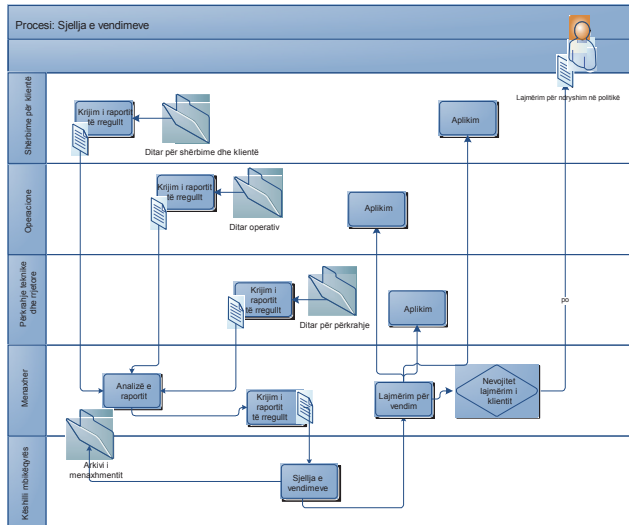 Procesi: Sjellja e vendimeve
Lajmërim për ndryshim në politikë
Shërbime për klientë
Krijim i raportit
të rregullt
Ditar për shërbime dhe klientë
Aplikim
Operacione
Krijim i raportit
të rregullt
Ditar operativ
Aplikim
Përkrahje teknike
dhe rrjetore
Krijim i
raportit
të rregullt
Ditar për përkrahje
Aplikim
po
Menaxher
Analizë e
raportit
Krijim i
raportit
të rregullt
Lajmërim për
vendim
Nevojitet
lajmërim i
klientit
Këshilli mbikëqyrës
Arkivi i
menaxhmentit
Sjellja e
vendimeve